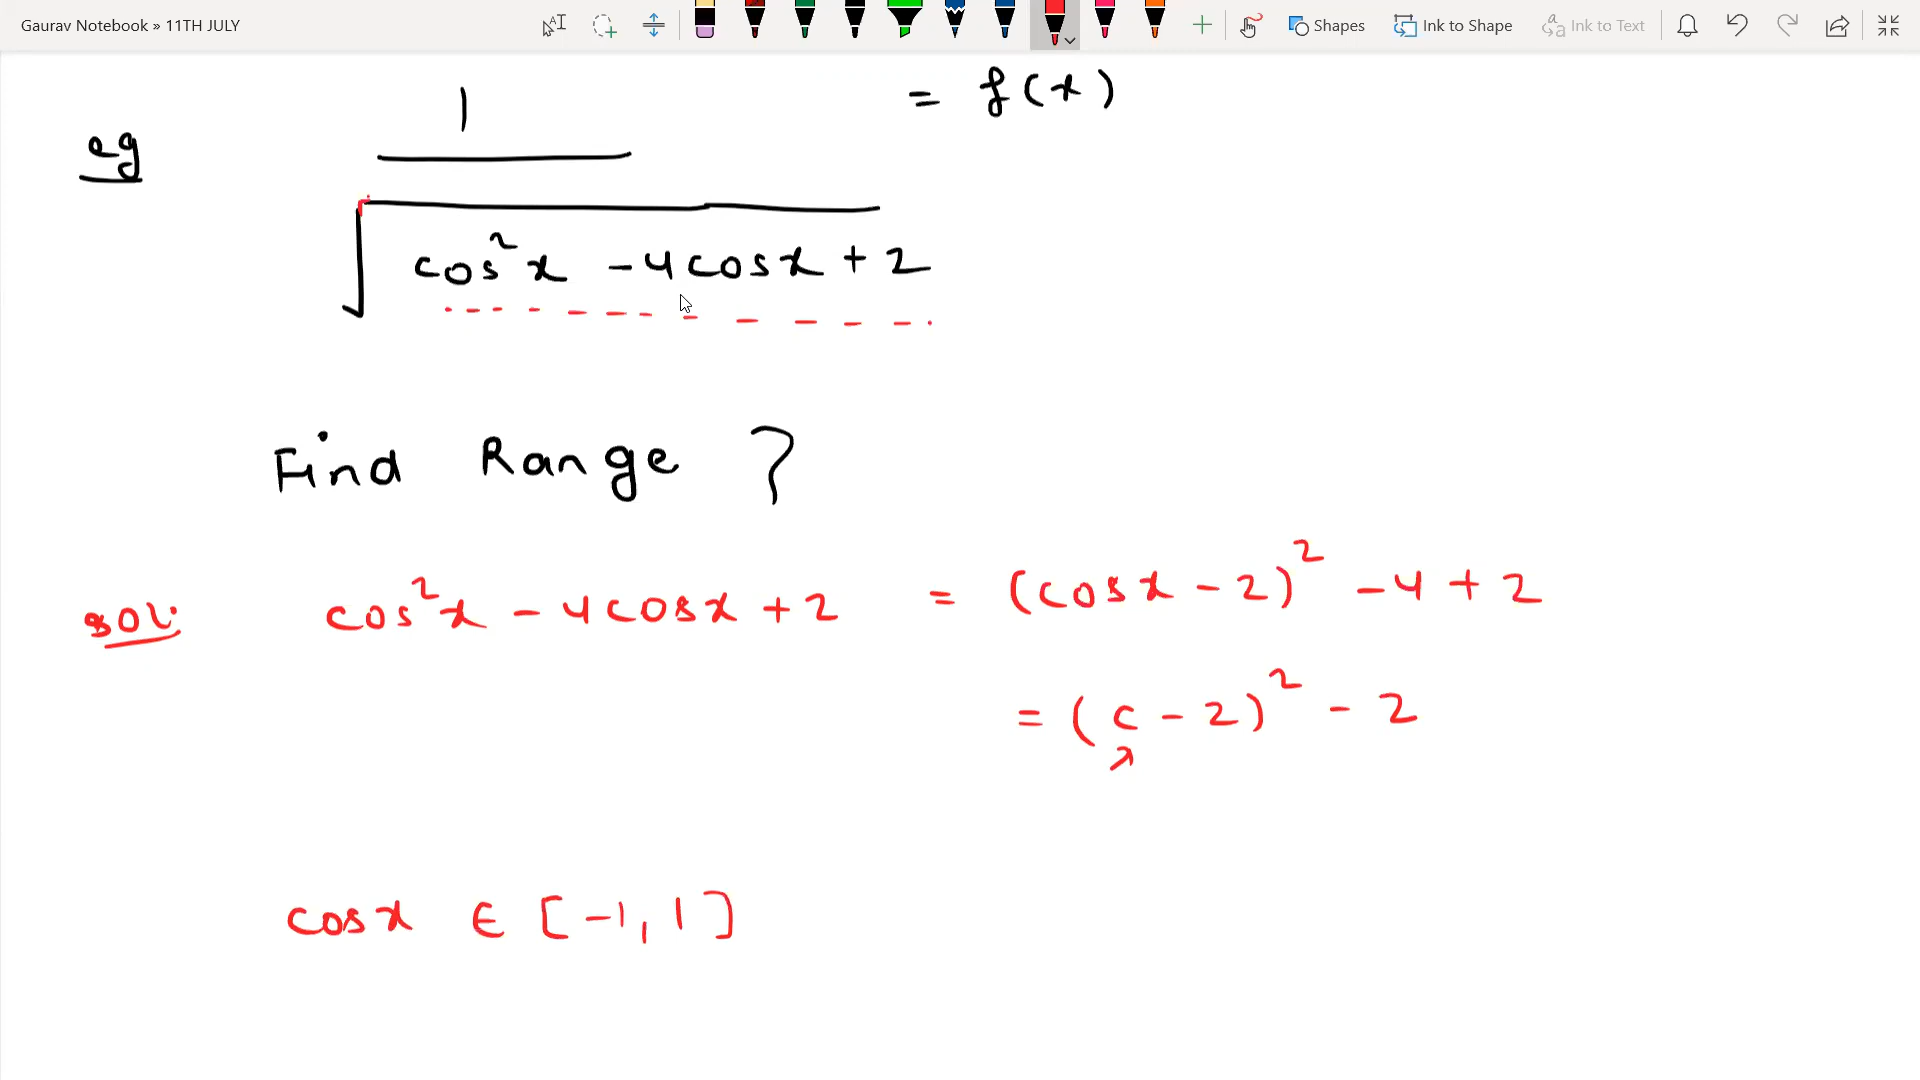 Gaurav Notebook » 11TH JULY
Shapes
Ink to Shape
Ink to Text
eg 1/√(cos²x - 4cosx + 2) = f(x)
Find Range ?
sol: cos²x - 4cosx + 2 = (cosx - 2)² - 4 + 2
= (c - 2)² - 2
cosx ∈ [-1, 1]